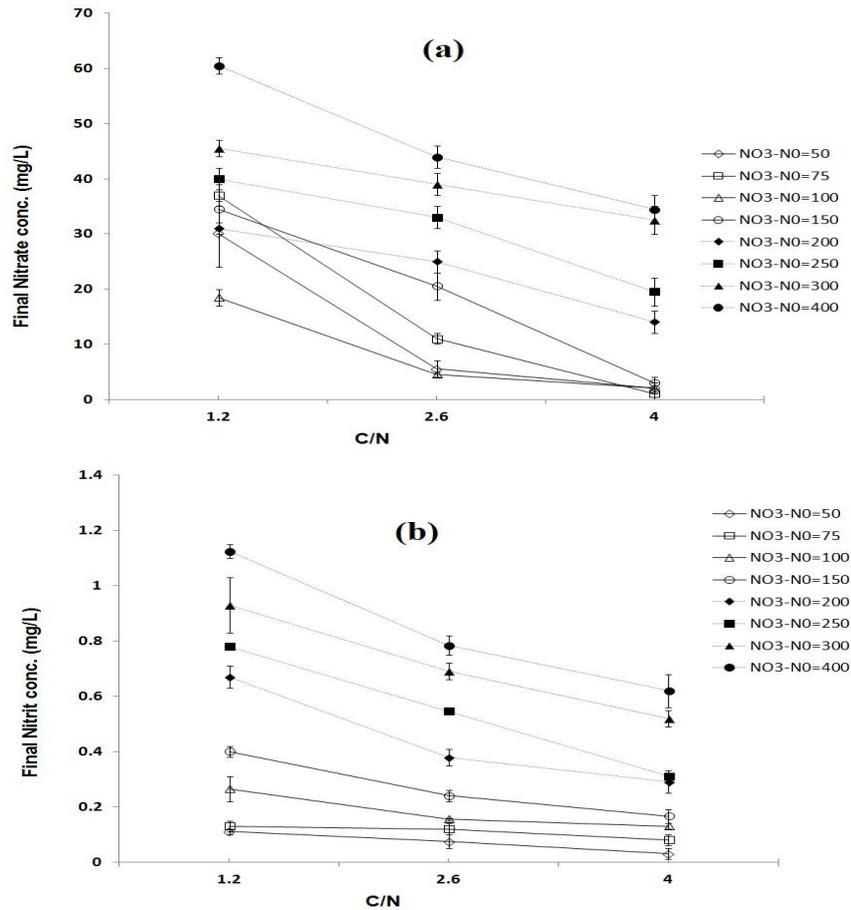 (a)
Final Nitrate conc. (mg/L)
70
60
50
40
30
20
10
0
1.2
2.6
4
C/N
NO3-N0=50
NO3-N0=75
NO3-N0=100
NO3-N0=150
NO3-N0=200
NO3-N0=250
NO3-N0=300
NO3-N0=400
(b)
Final Nitrit conc. (mg/L)
1.4
1.2
1
0.8
0.6
0.4
0.2
0
1.2
2.6
4
C/N
NO3-N0=50
NO3-N0=75
NO3-N0=100
NO3-N0=150
NO3-N0=200
NO3-N0=250
NO3-N0=300
NO3-N0=400